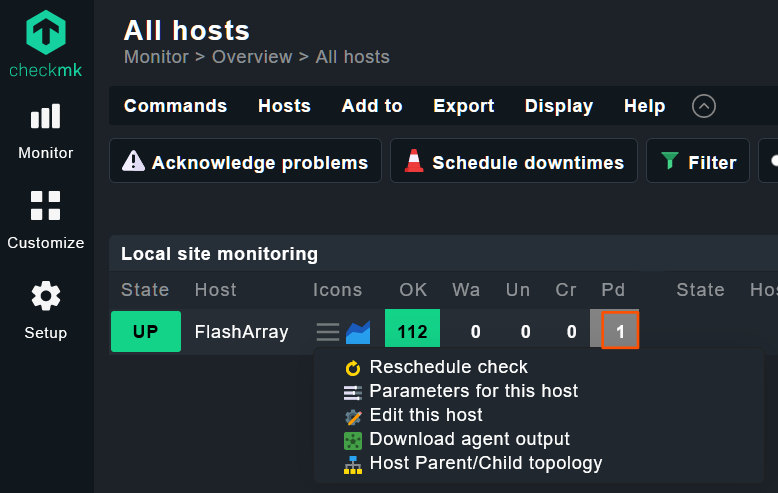 All hosts
Monitor > Overview > All hosts
checkmk
Commands Hosts Add to Export Display Help
Monitor
Acknowledge problems Schedule downtimes Filter
Customize
Local site monitoring
State Host Icons OK Wa Un Cr Pd State Hos
UP FlashArray 112 0 0 0 1
Setup
Reschedule check
Parameters for this host
Edit this host
Download agent output
Host Parent/Child topology